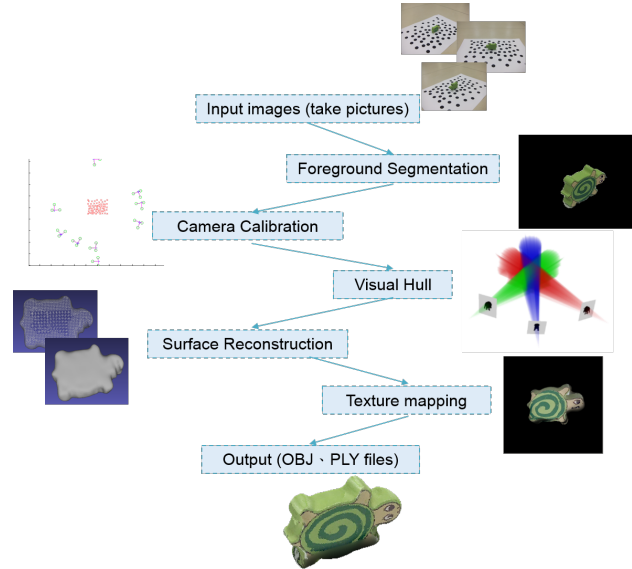 Input images (take pictures)
Foreground Segmentation
Camera Calibration
Visual Hull
Surface Reconstruction
Texture mapping
Output (OBJ、PLY files)